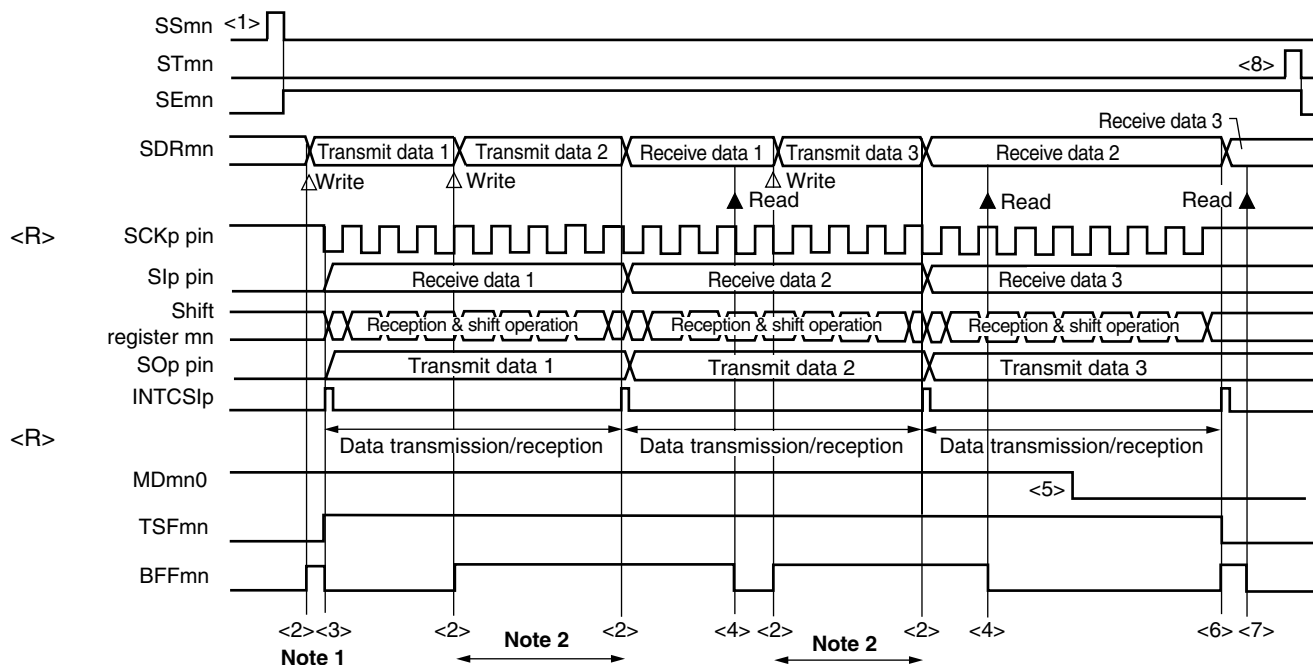 SSmn <1>
STmn <8>
SEmn
Receive data 3
SDRmn Transmit data 1 Transmit data 2 Receive data 1 Transmit data 3 Receive data 2
Write Write Write
Read Read Read
<R> SCKp pin
SIp pin Receive data 1 Receive data 2 Receive data 3
Shift
register mn Reception & shift operation Reception & shift operation Reception & shift operation
SOp pin Transmit data 1 Transmit data 2 Transmit data 3
INTCSIp
<R> Data transmission/reception Data transmission/reception Data transmission/reception
MDmn0 <5>
TSFmn
BFFmn
<2> <3> <2> <2> <4> <2> <2> <4> <6> <7>
Note 1 Note 2 Note 2